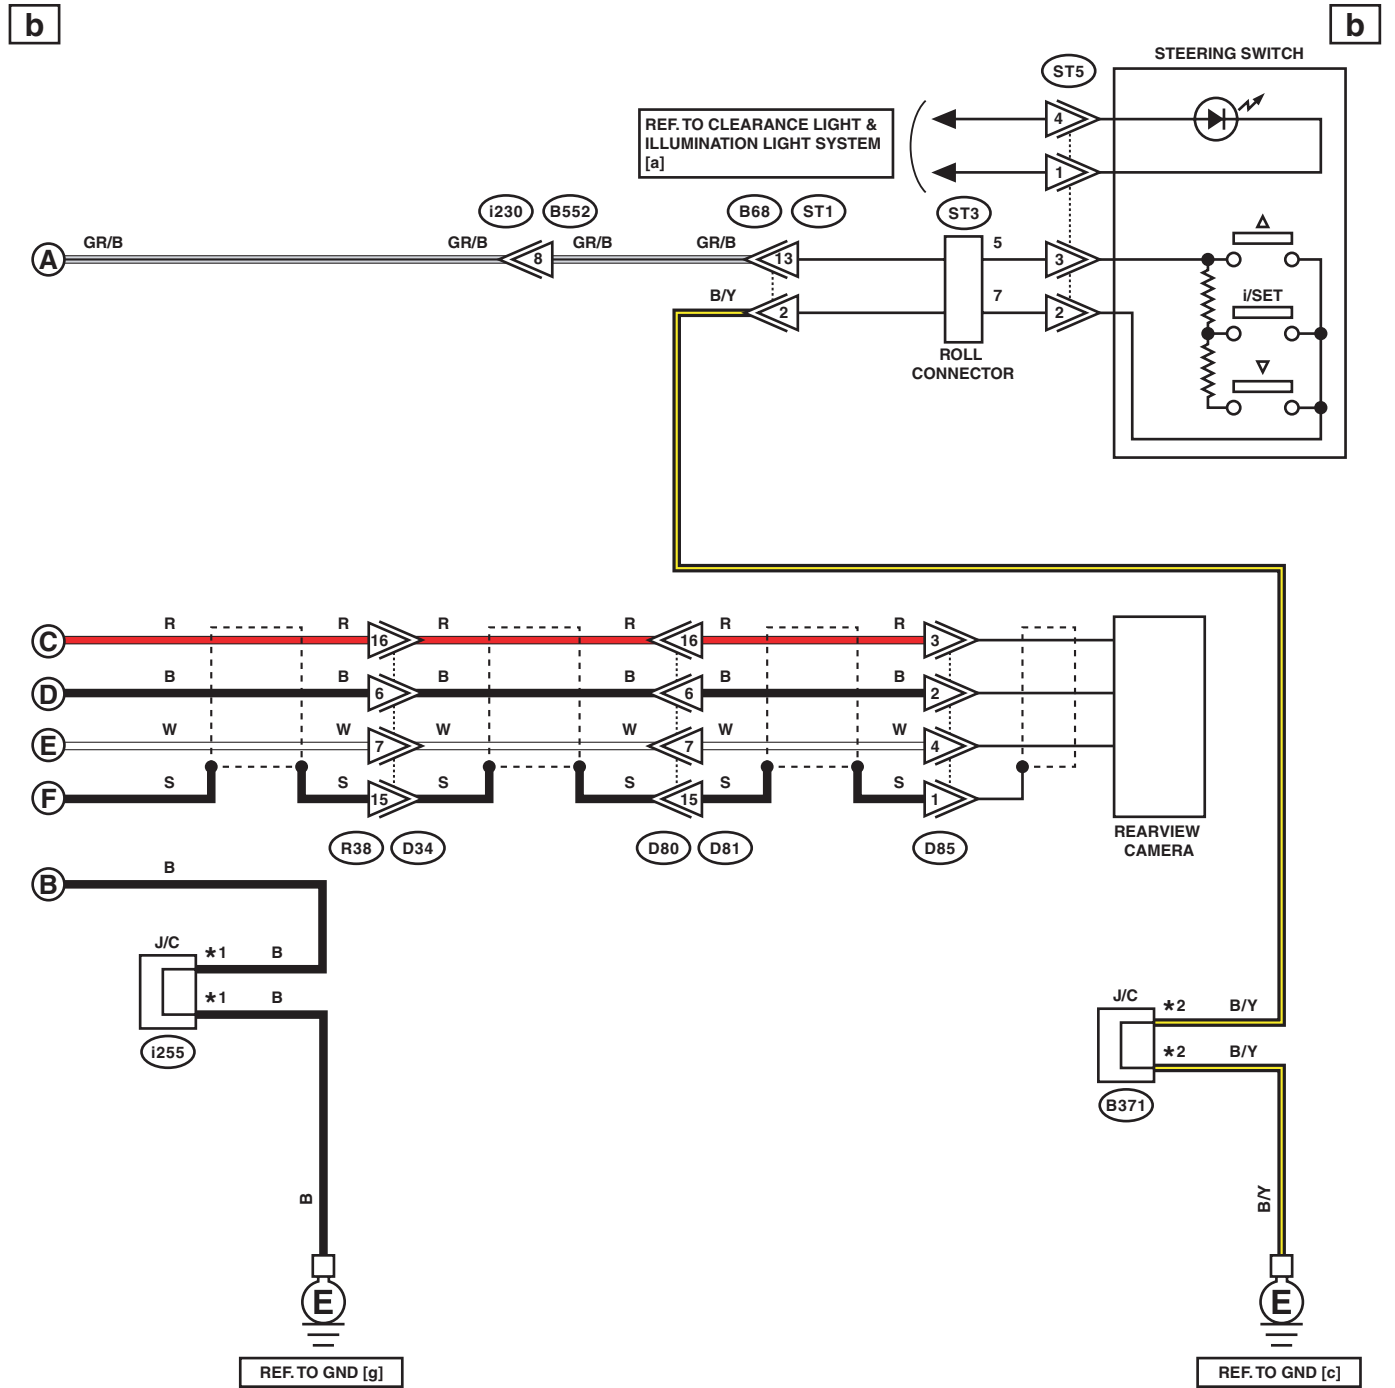 b b
STEERING SWITCH
ST5
4
REF. TO CLEARANCE LIGHT &
ILLUMINATION LIGHT SYSTEM
[a]
1
i230 B552 B68 ST1 ST3
A GR/B GR/B 8 GR/B GR/B 13 5 3
B/Y 2 7 2
i/SET
ROLL
CONNECTOR
C R R 16 R R 16 R R 3
D B B 6 B B 6 B B 2
E W W 7 W W 7 W W 4
F S S 15 S S 15 S S 1
R38 D34 D80 D81 D85
REARVIEW
CAMERA
B B
J/C *1 B
*1 B
i255
J/C *2 B/Y
*2 B/Y
B371
B B/Y
E E
REF. TO GND [g] REF. TO GND [c]